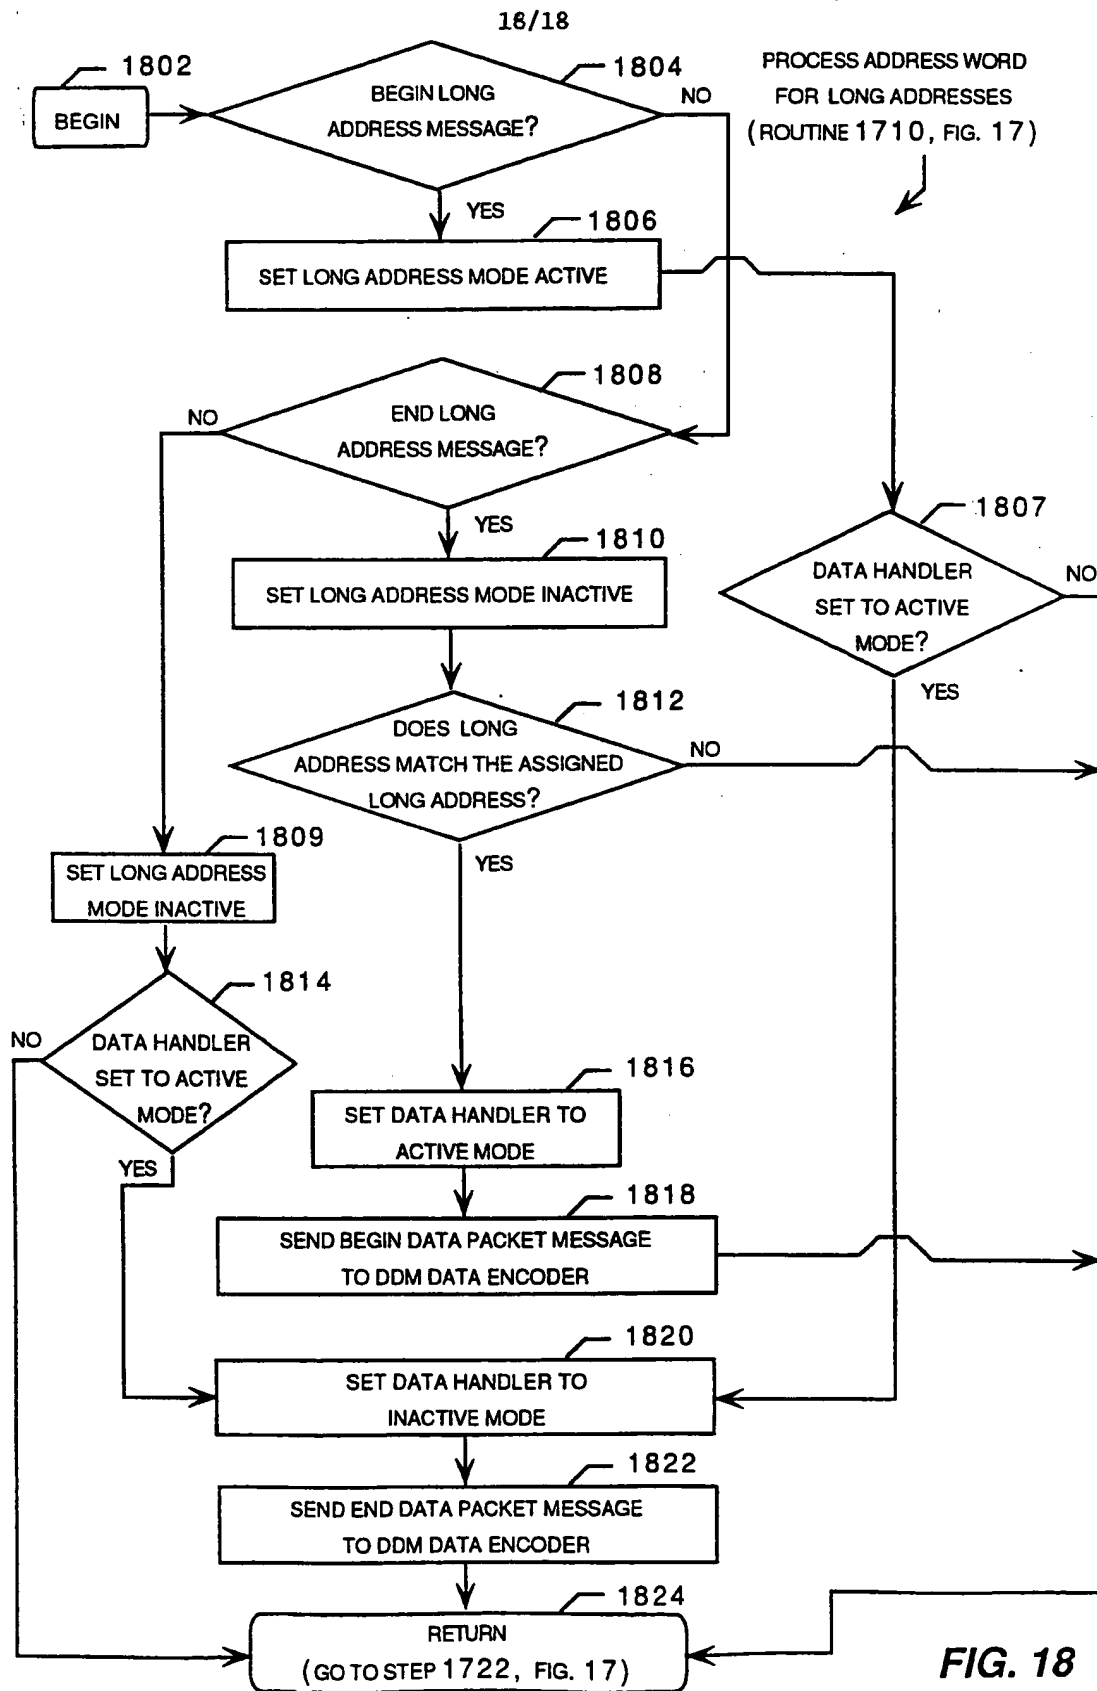 18/18
1802
BEGIN
1804
BEGIN LONG
ADDRESS MESSAGE?
NO
PROCESS ADDRESS WORD
FOR LONG ADDRESSES
(ROUTINE 1710, FIG. 17)
YES
1806
SET LONG ADDRESS MODE ACTIVE
1808
NO
END LONG
ADDRESS MESSAGE?
YES
1807
DATA HANDLER
SET TO ACTIVE
MODE?
NO
YES
1810
SET LONG ADDRESS MODE INACTIVE
1812
DOES LONG
ADDRESS MATCH THE ASSIGNED
LONG ADDRESS?
NO
YES
1809
SET LONG ADDRESS
MODE INACTIVE
1814
NO
DATA HANDLER
SET TO ACTIVE
MODE?
YES
1816
SET DATA HANDLER TO
ACTIVE MODE
1818
SEND BEGIN DATA PACKET MESSAGE
TO DDM DATA ENCODER
1820
SET DATA HANDLER TO
INACTIVE MODE
1822
SEND END DATA PACKET MESSAGE
TO DDM DATA ENCODER
1824
RETURN
(GO TO STEP 1722, FIG. 17)
FIG. 18